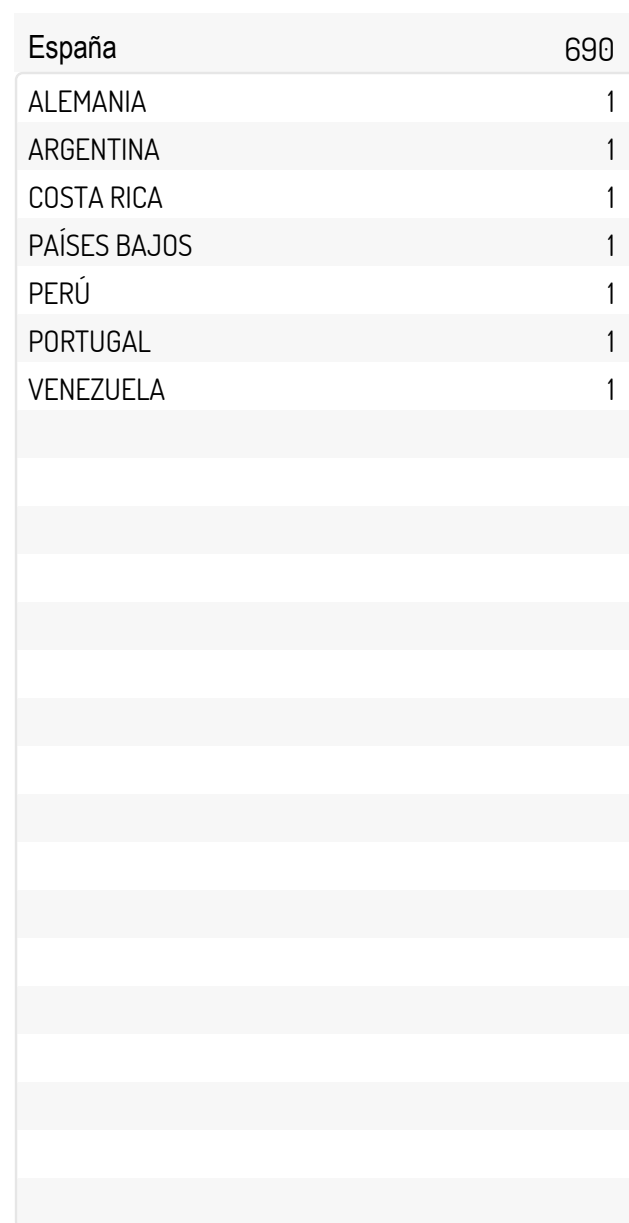 España 690
ALEMANIA 1
ARGENTINA 1
COSTA RICA 1
PAÍSES BAJOS 1
PERÚ 1
PORTUGAL 1
VENEZUELA 1